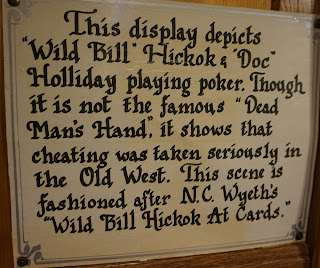 This display depicts
"Wild Bill" Hickok & "Doc"
Holliday playing poker. Though
it is not the famous "Dead
Man's Hand", it shows that
cheating was taken seriously in
the Old West. This scene is
fashioned after N.C. Wyeth's
"Wild Bill Hickok At Cards."